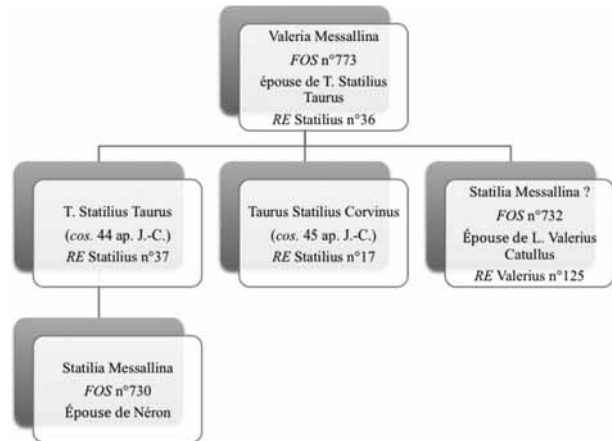 Valeria Messallina
FOS n°773
épouse de T. Statilius
Taurus
RE Statilius n°36
T. Statilius Taurus
(cos. 44 ap. J.-C.)
RE Statilius n°37
Taurus Statilius Corvinus
(cos. 45 ap. J.-C.)
RE Statilius n°17
Statilia Messallina ?
FOS n°732
Épouse de L. Valerius
Catullus
RE Valerius n°125
Statilia Messallina
FOS n°730
Épouse de Néron